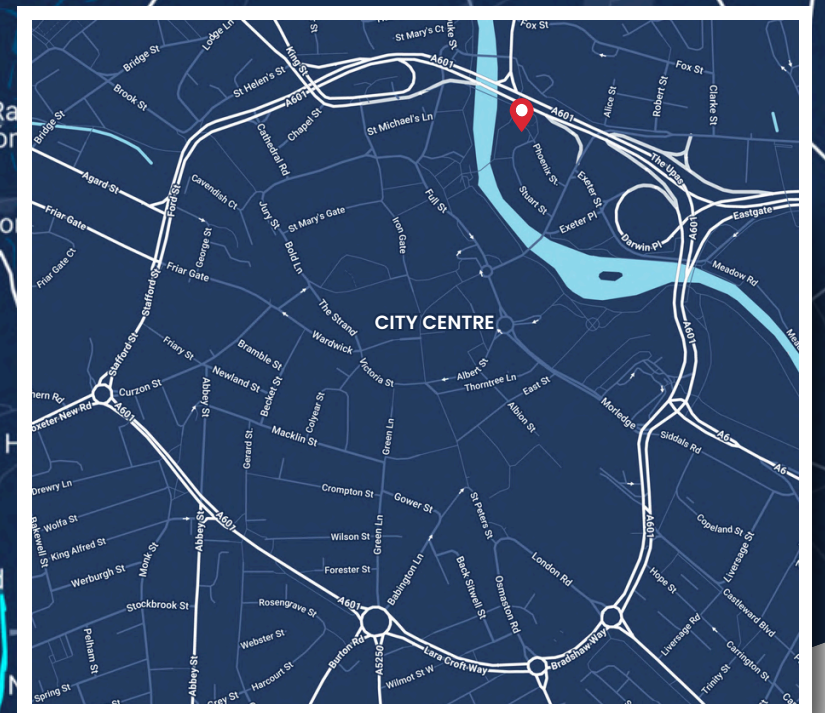 Fox St
St Mary's Ct
Lodge Ln
King St
Bridge St
A601
Fox St
St Helen's St
Brook St
A601
Alice St
Robert St
Clarke St
Bridge St
Chapel St
St Michael's Ln
A601
Cathedral Rd
Phoenix St
The Upas
Agard St
Ford St
Cavendish Ct
Jury St
Full St
Stuart St
Exeter St
Friar Gate
St Mary's Gate
Iron Gate
Exeter Pl
Eastgate
George St
Bold Ln
Darwin Pl
A601
Friar Gate Ct
Friar Gate
Meadow Rd
Stafford St
The Strand
CITY CENTRE
A601
Wardwick
Friary St
Bramble St
Stafford St
Victoria St
Albert St
Thorntree Ln
East St
Newland St
Curzon St
Becket St
Abbey St
Colyear St
Albion St
Morledge
A601
Macklin St
Green Ln
Gerard St
Siddals Rd
A6
A6
Drewry Ln
Crompton St
Gower St
St Peters St
A601
Copeland St
Wolfa St
A601
King Alfred St
Abbey St
Wilson St
Green Ln
Liversage St
Werburgh St
Monk St
Forester St
Babington Ln
Back Sitwell St
London Rd
Hope St
Castleward Blvd
Stockbrook St
Rosengrave St
A601
Osmaston Rd
Liversage Rd
Pelham St
Webster St
Burton Rd
A5250
Lara Croft Way
Bradshaw Way
Carrington St
Harcourt St
Abbey St
Wilmot St W
Trinity St
Spring St